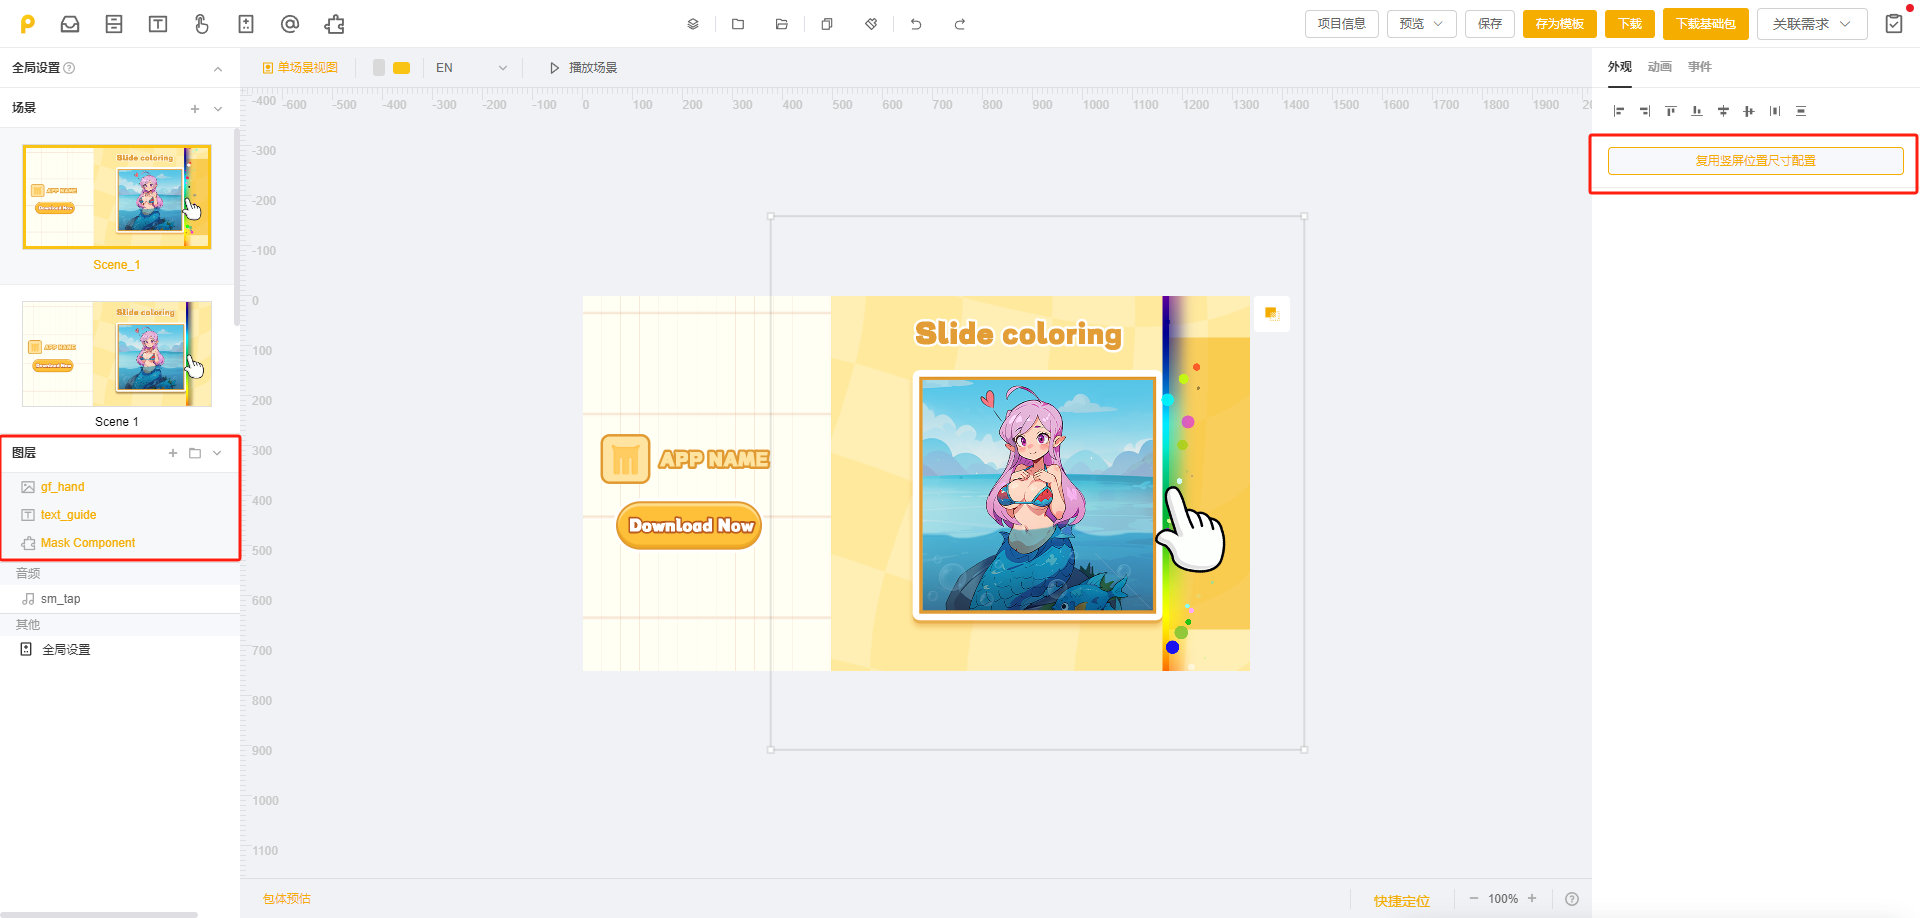 项目信息
预览
保存
存为模板
下载
下载基础包
关联需求
全局设置
单场景视图
EN
播放场景
外观
动画
事件
场景
-400
-600
-500
-400
-300
-200
-100
0
100
200
300
400
500
600
700
800
900
1000
1100
1200
1300
1400
1500
1600
1700
1800
1900
-300
-200
-100
0
100
200
300
400
500
600
700
800
900
1000
1100
复用竖屏位置尺寸配置
Slide coloring
APP NAME
Download Now
Scene_1
Slide coloring
APP NAME
Download Now
Scene 1
图层
gf_hand
text_guide
Mask Component
音频
sm_tap
其他
全局设置
Slide coloring
APP NAME
Download Now
包体预估
快捷定位
100%